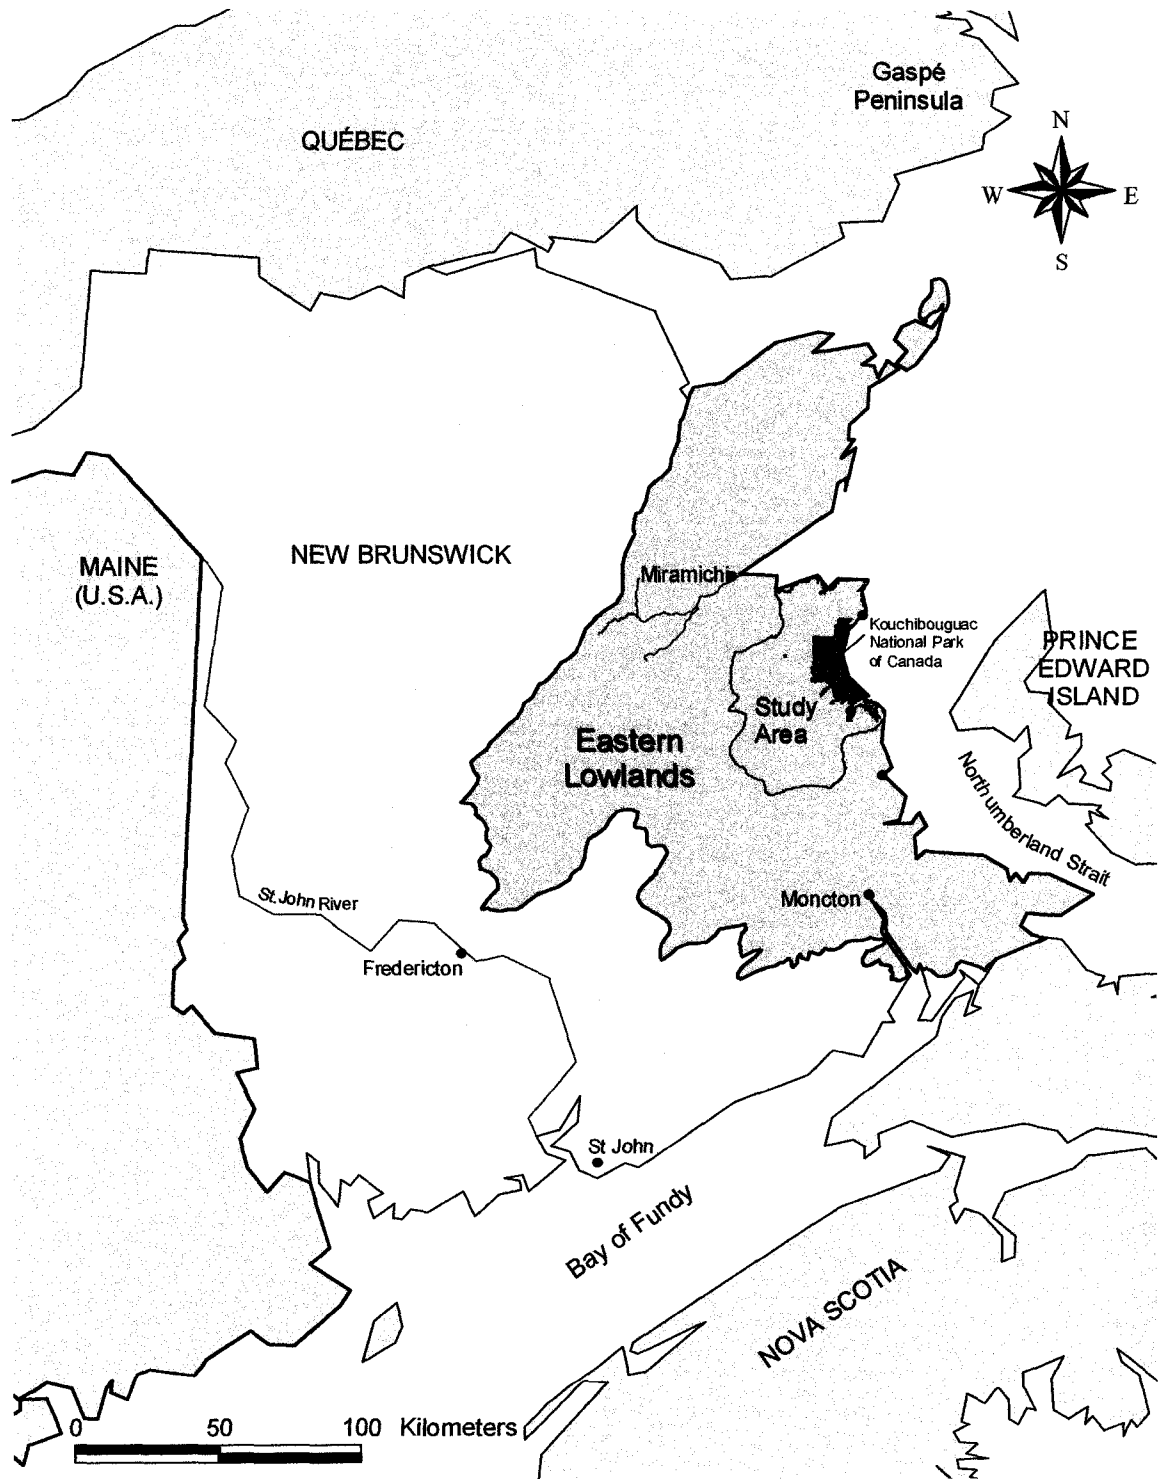 Gaspé
Peninsula
QUÉBEC
N
W
E
S
NEW BRUNSWICK
MAINE
(U.S.A.)
Miramichi
Kouchibouguac
National Park
of Canada
PRINCE
EDWARD
ISLAND
Study
Area
Eastern
Lowlands
Northumberland Strait
Moncton
St. John River
Fredericton
St John
Bay of Fundy
NOVA SCOTIA
0 50 100 Kilometers